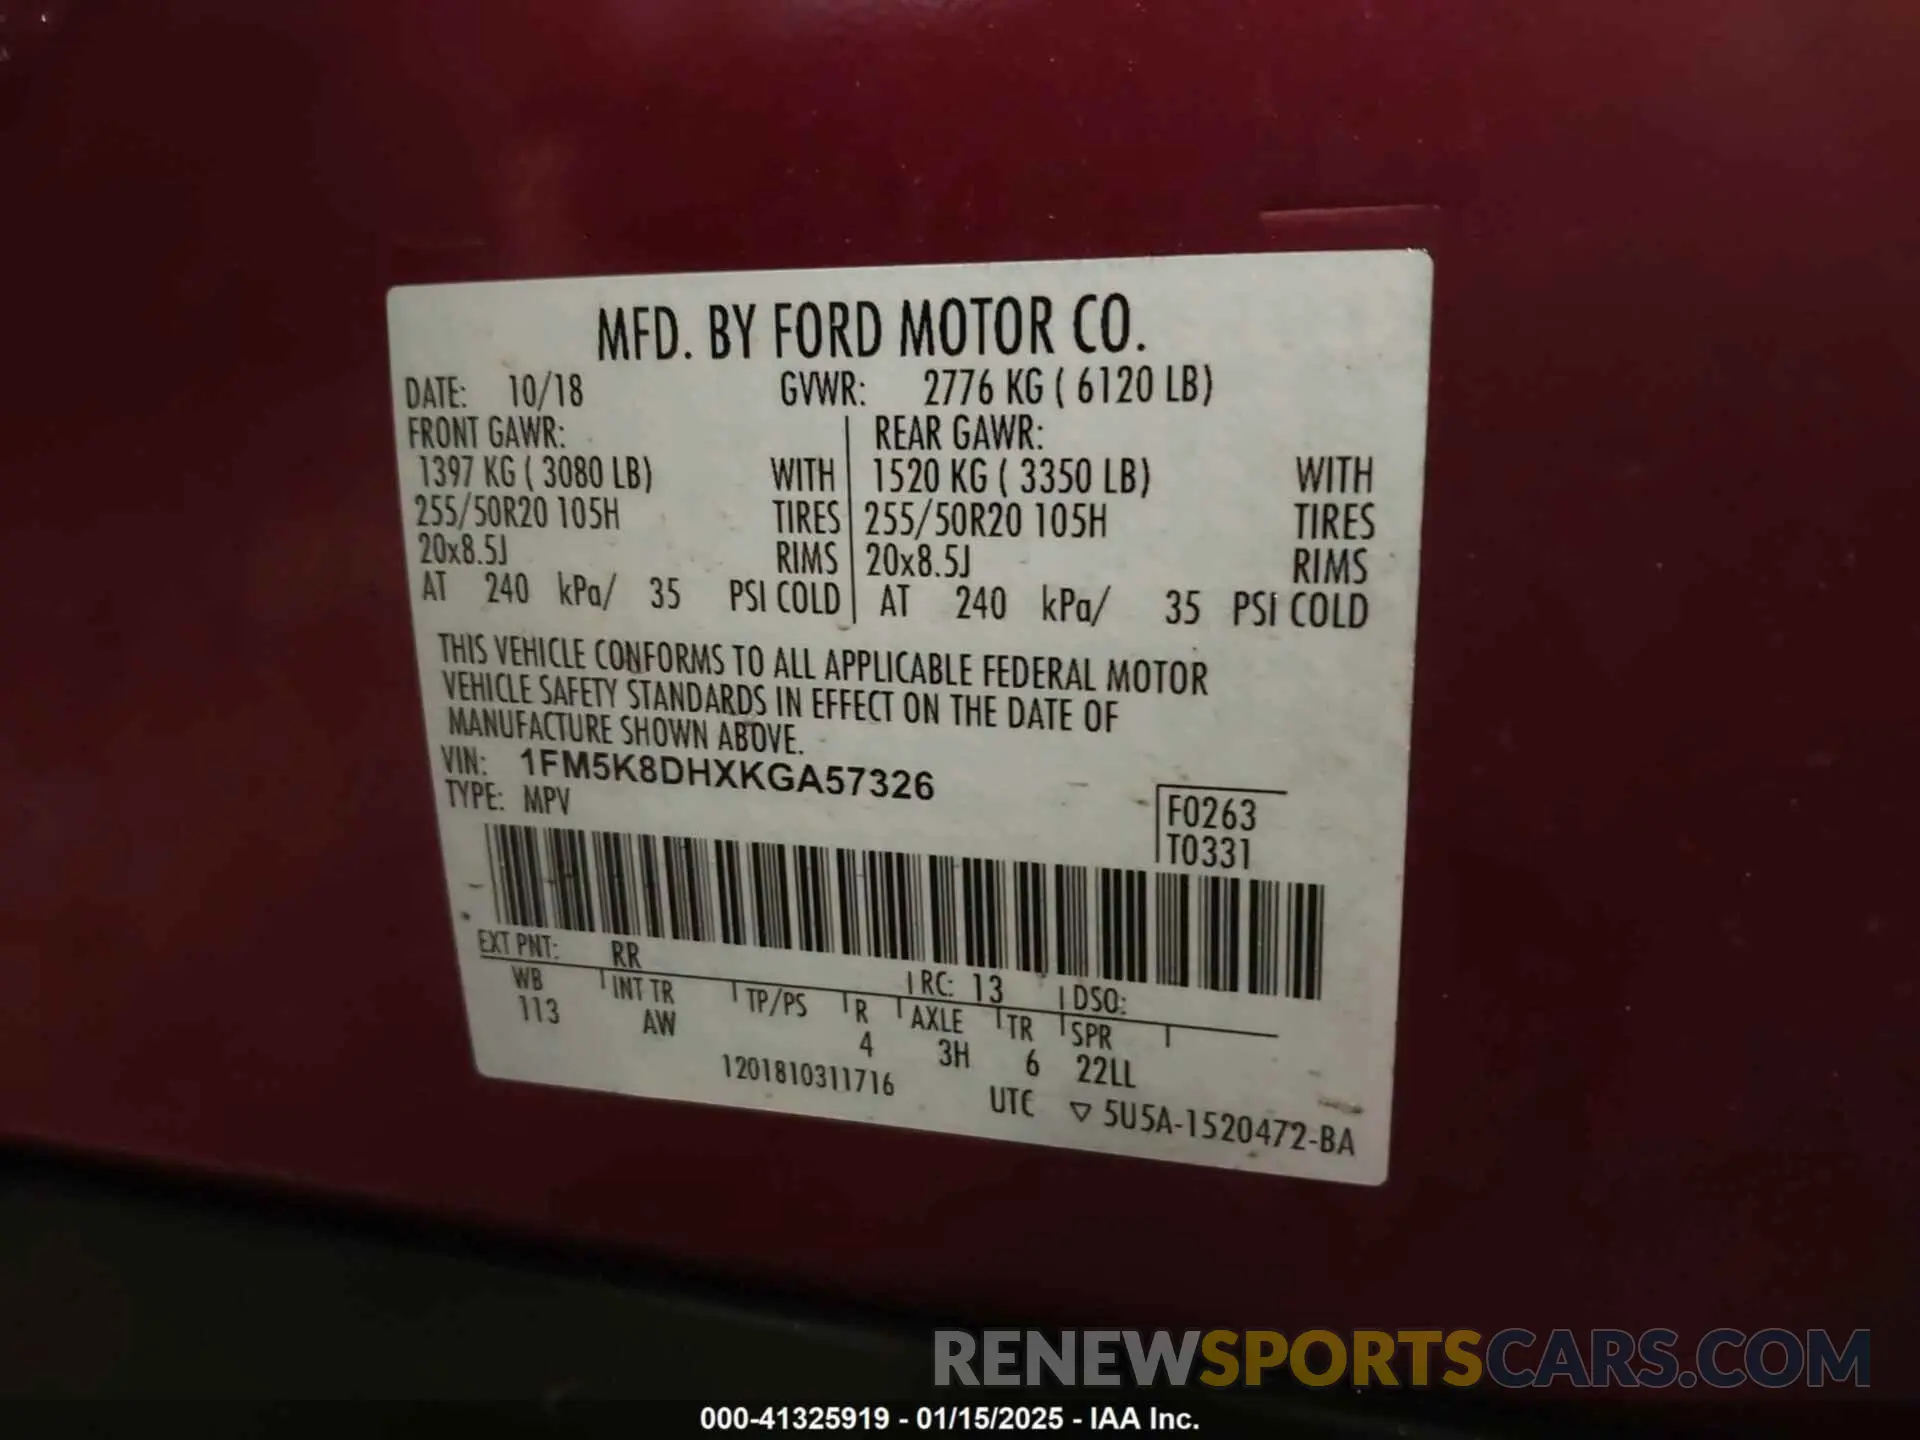 MFD. BY FORD MOTOR CO.
DATE: 10/18 GVWR: 2776 KG ( 6120 LB)
FRONT GAWR: REAR GAWR:
1397 KG ( 3080 LB) WITH 1520 KG ( 3350 LB) WITH
255/50R20 105H TIRES 255/50R20 105H TIRES
20x8.5J RIMS 20x8.5J RIMS
AT 240 kPa/ 35 PSI COLD AT 240 kPa/ 35 PSI COLD
THIS VEHICLE CONFORMS TO ALL APPLICABLE FEDERAL MOTOR
VEHICLE SAFETY STANDARDS IN EFFECT ON THE DATE OF
MANUFACTURE SHOWN ABOVE.
VIN: 1FM5K8DHXKGA57326
TYPE: MPV
F0263
T0331
EXT PNT: RR RC: 13 DSO:
WB INT TR TP/PS R AXLE TR SPR
113 AW 4 3H 6 22LL
1201810311716
UTC ▽ 5U5A-1520472-BA
RENEWSPORTSCARS.COM
000-41325919 - 01/15/2025 - IAA Inc.